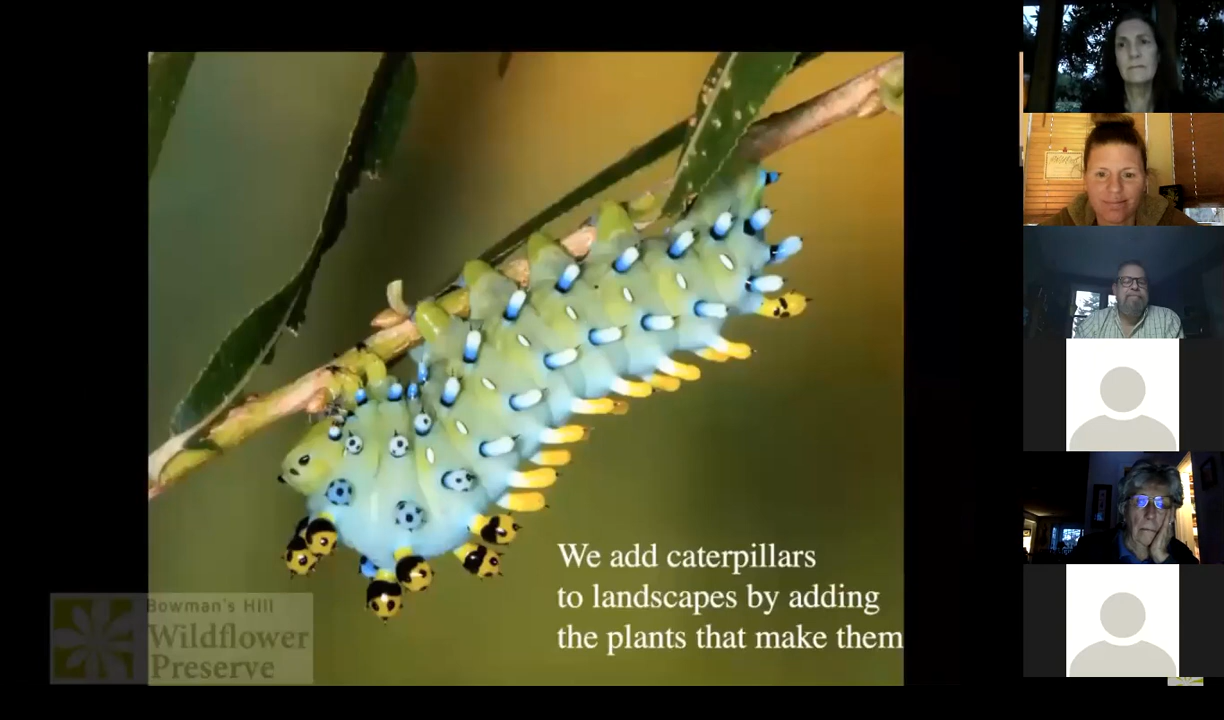 We add caterpillars
to landscapes by adding
the plants that make them
Bowman's Hill
Wildflower
Preserve